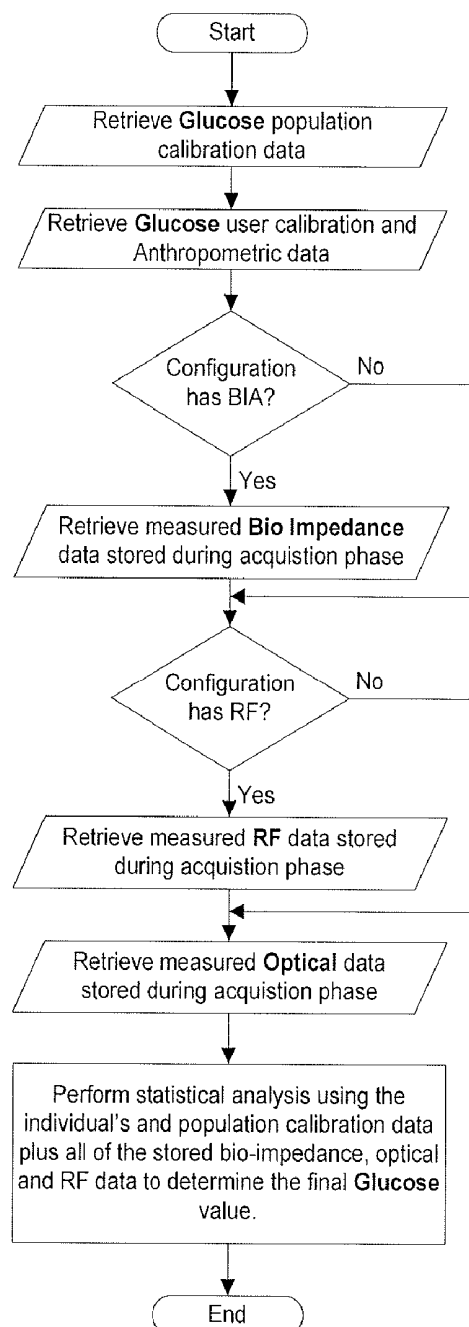 Start
Retrieve Glucose population
calibration data
Retrieve Glucose user calibration and
Anthropometric data
Configuration
has BIA?
No
Yes
Retrieve measured Bio Impedance
data stored during acquistion phase
Configuration
has RF?
No
Yes
Retrieve measured RF data stored
during acquistion phase
Retrieve measured Optical data
stored during acquistion phase
Perform statistical analysis using the
individual's and population calibration data
plus all of the stored bio-impedance, optical
and RF data to determine the final Glucose
value.
End